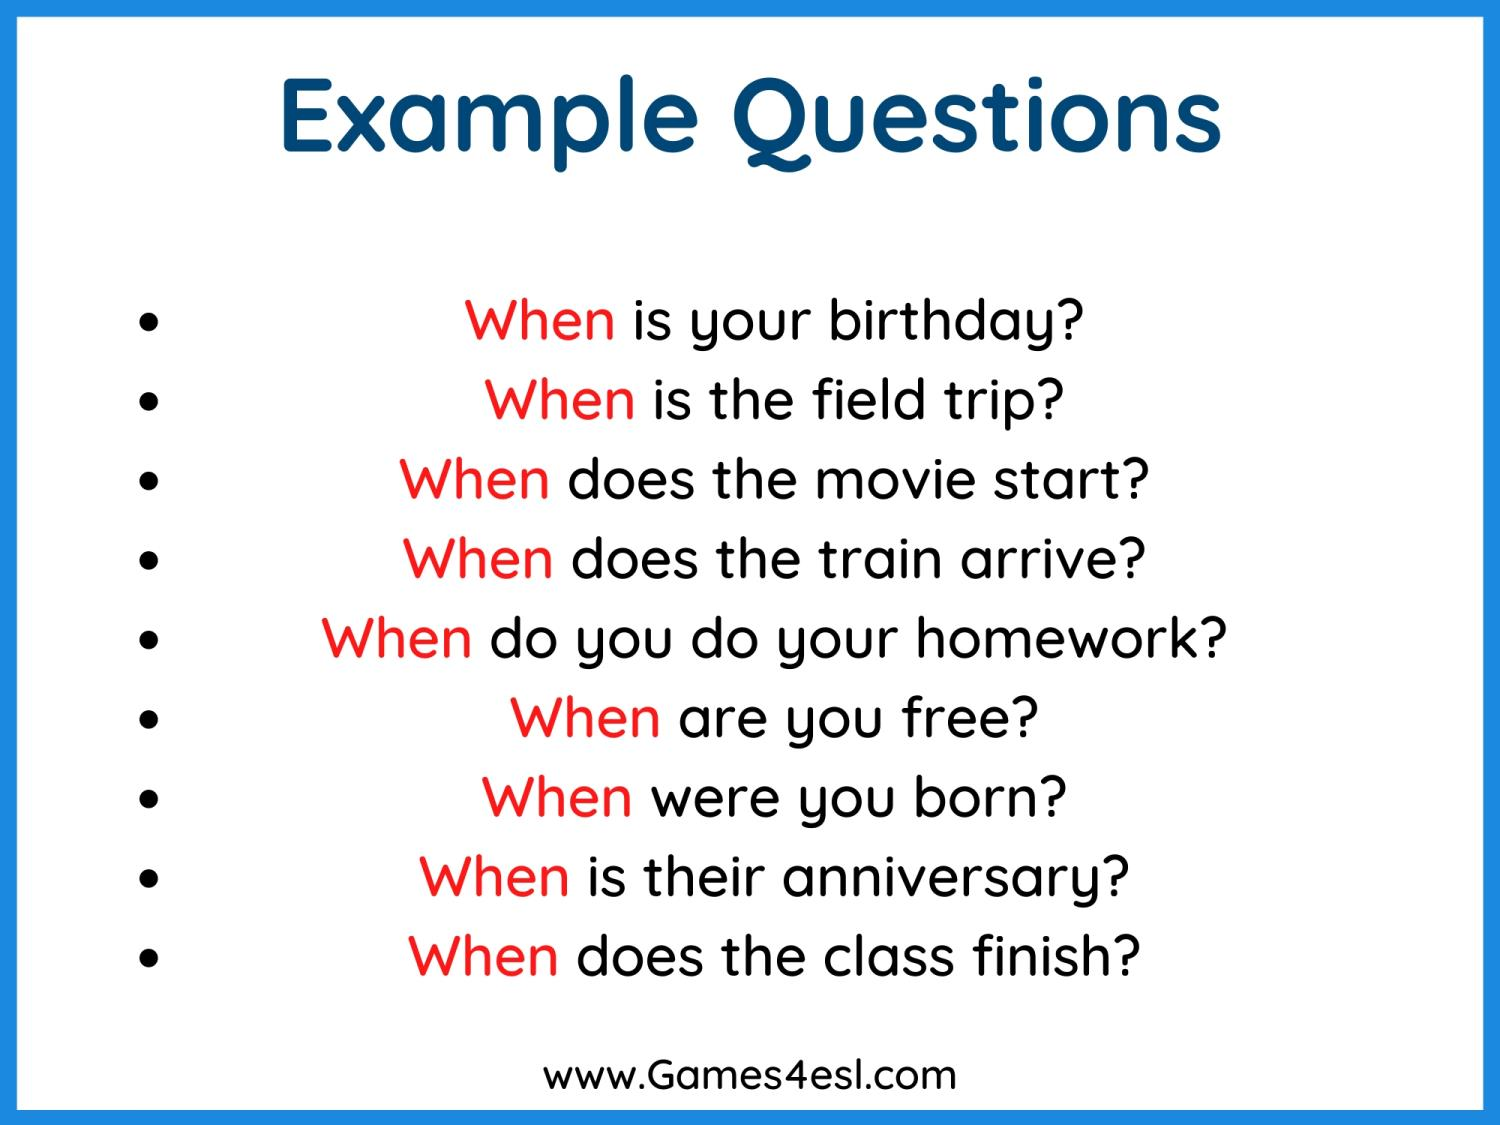 Example Questions
• When is your birthday?
• When is the field trip?
• When does the movie start?
• When does the train arrive?
• When do you do your homework?
• When are you free?
• When were you born?
• When is their anniversary?
• When does the class finish?
www.Games4esl.com